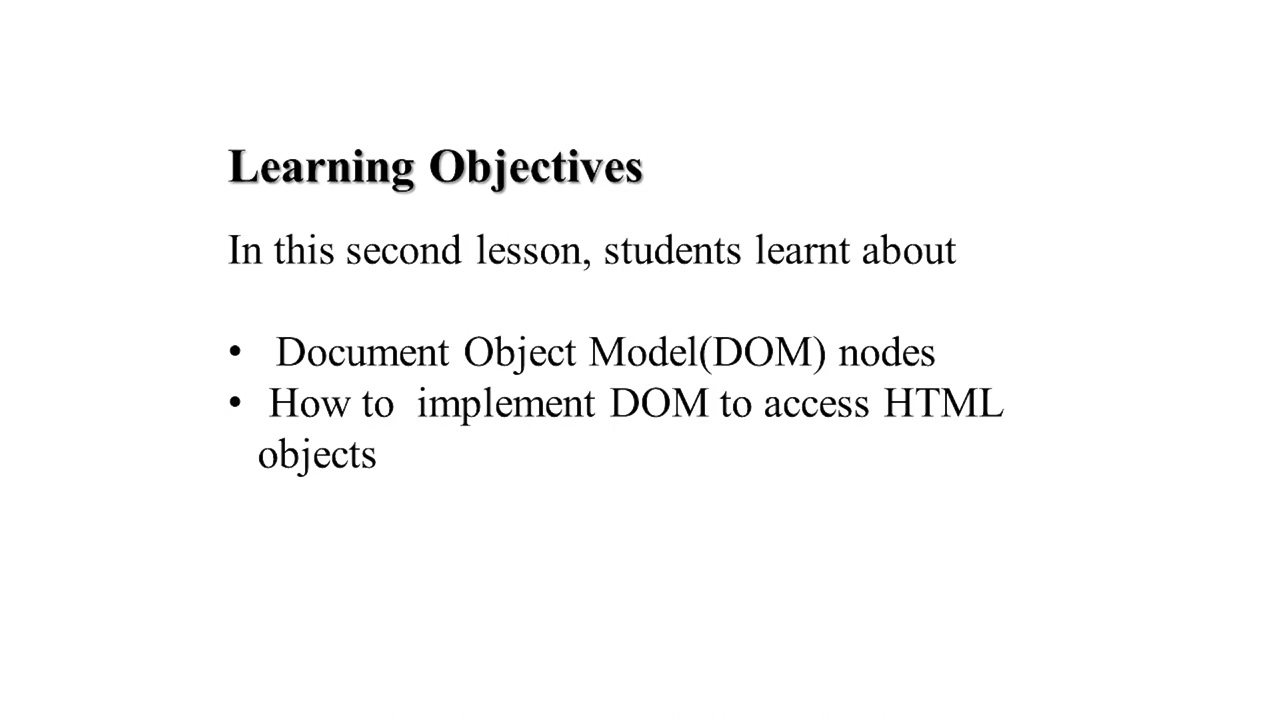 Learning Objectives
In this second lesson, students learnt about
• Document Object Model(DOM) nodes
• How to  implement DOM to access HTML
objects